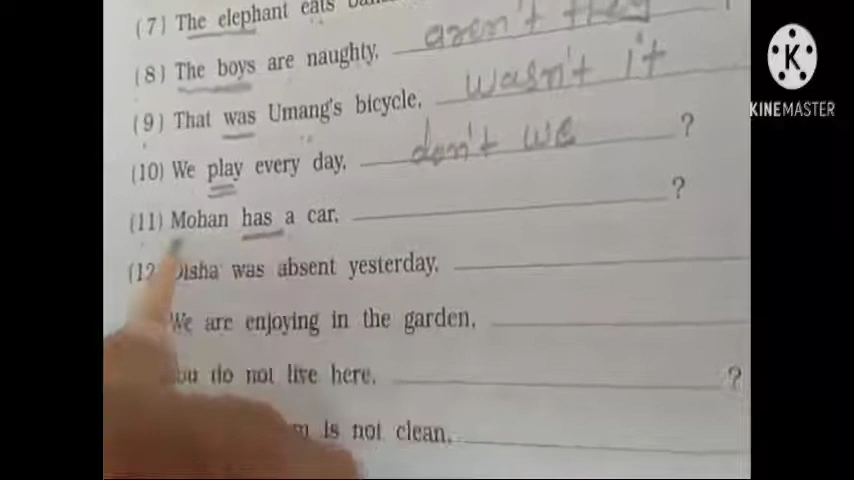 (7) The elephant eats
(8) The boys are naughty, aren't they
(9) That was Umang's bicycle, wasn't it
(10) We play every day, don't we ?
(11) Mohan has a car, ?
(12 Disha was absent yesterday,
We are enjoying in the garden,
do not live here, ?
is not clean,
K
KINEMASTER